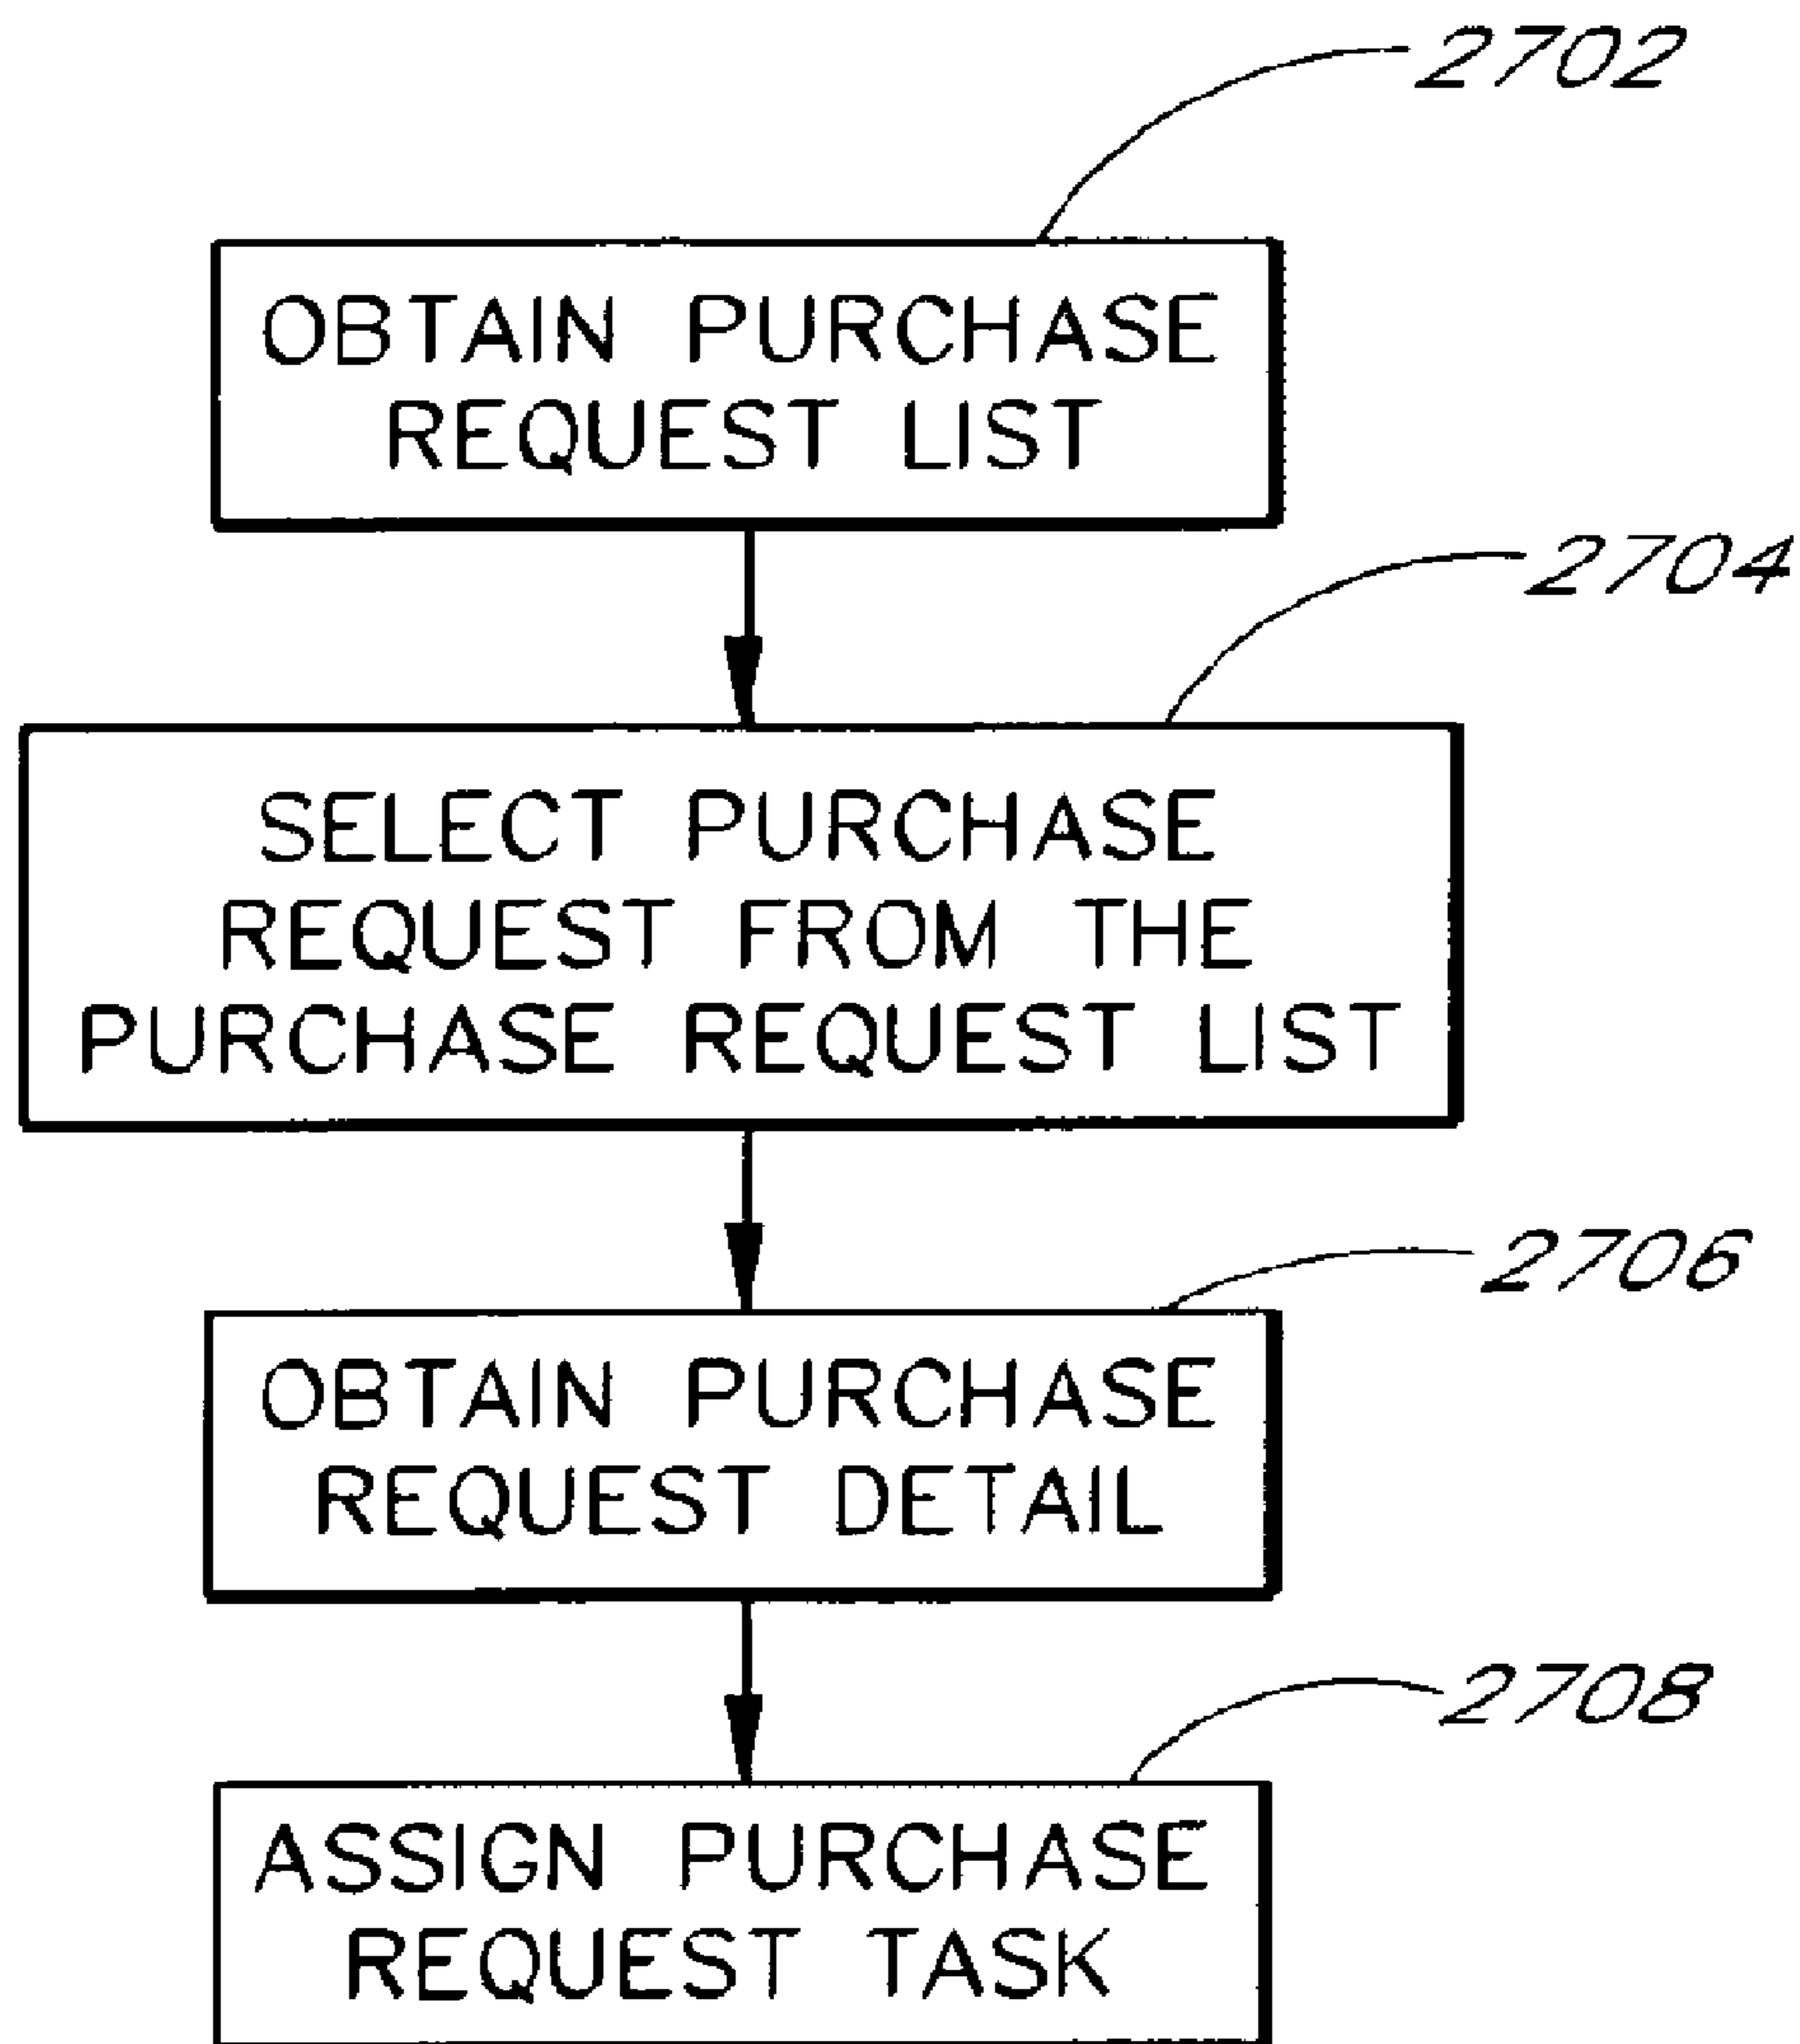 2702
OBTAIN PURCHASE
REQUEST LIST
2704
SELECT PURCHASE
REQUEST FROM THE
PURCHASE REQUEST LIST
2706
OBTAIN PURCHASE
REQUEST DETAIL
2708
ASSIGN PURCHASE
REQUEST TASK